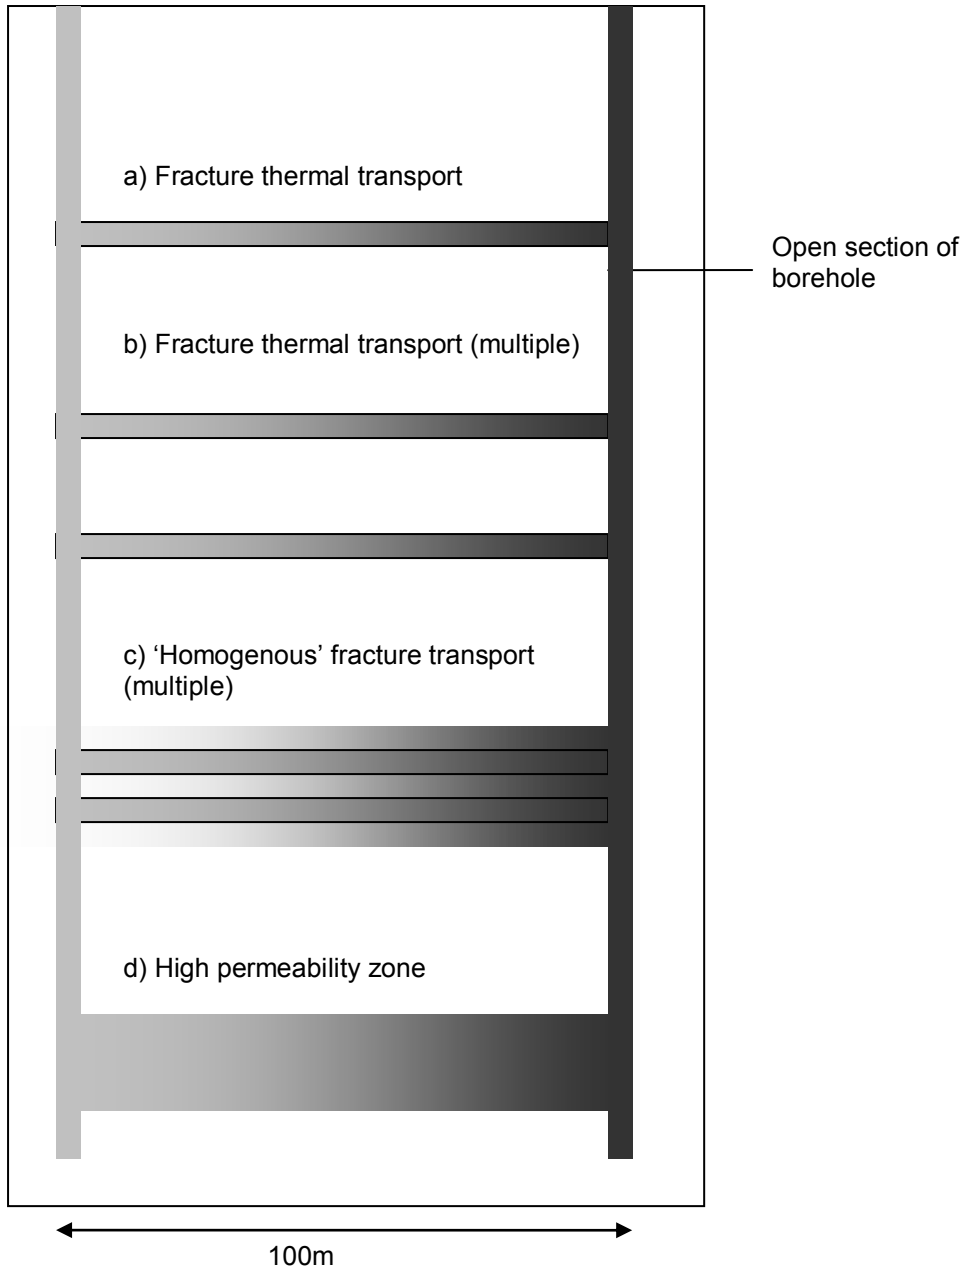 a) Fracture thermal transport
Open section of
borehole
b) Fracture thermal transport (multiple)
c) ‘Homogenous’ fracture transport
(multiple)
d) High permeability zone
100m